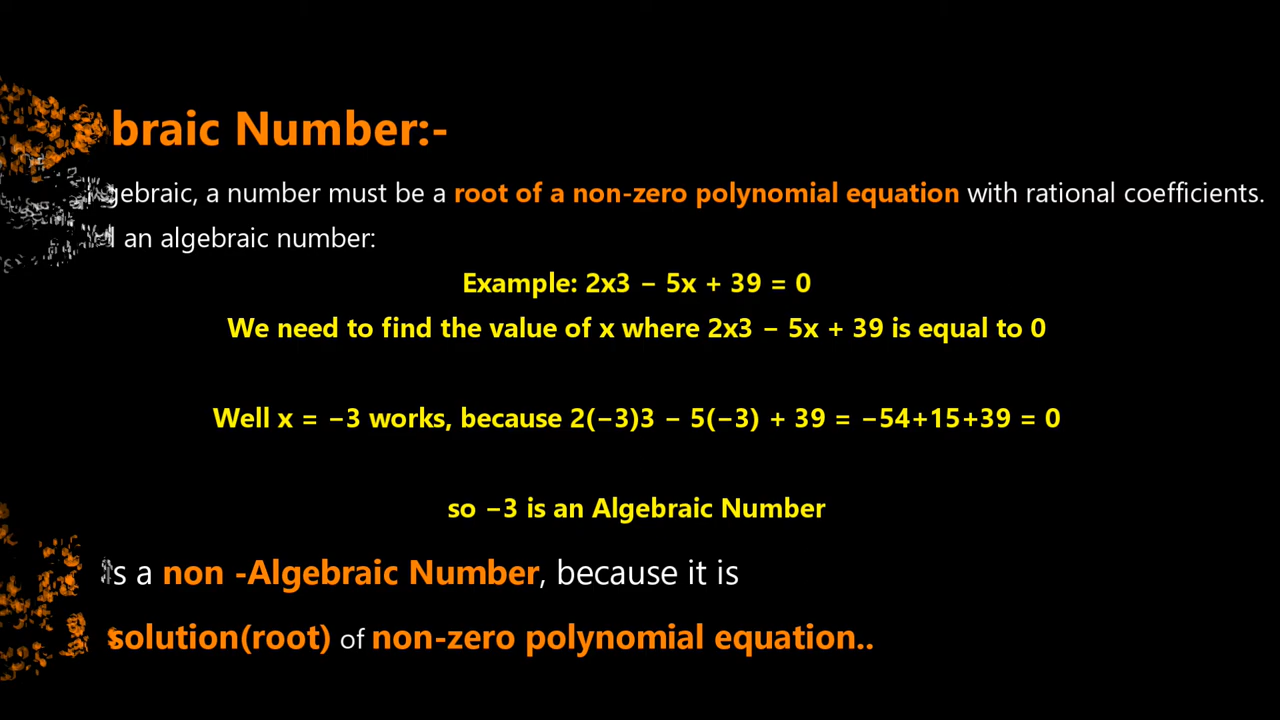 braic Number:-
gebraic, a number must be a root of a non-zero polynomial equation with rational coefficients.
an algebraic number:
Example: 2x3 − 5x + 39 = 0
We need to find the value of x where 2x3 − 5x + 39 is equal to 0
Well x = −3 works, because 2(−3)3 − 5(−3) + 39 = −54+15+39 = 0
so −3 is an Algebraic Number
is a non -Algebraic Number, because it is
solution(root) of non-zero polynomial equation..